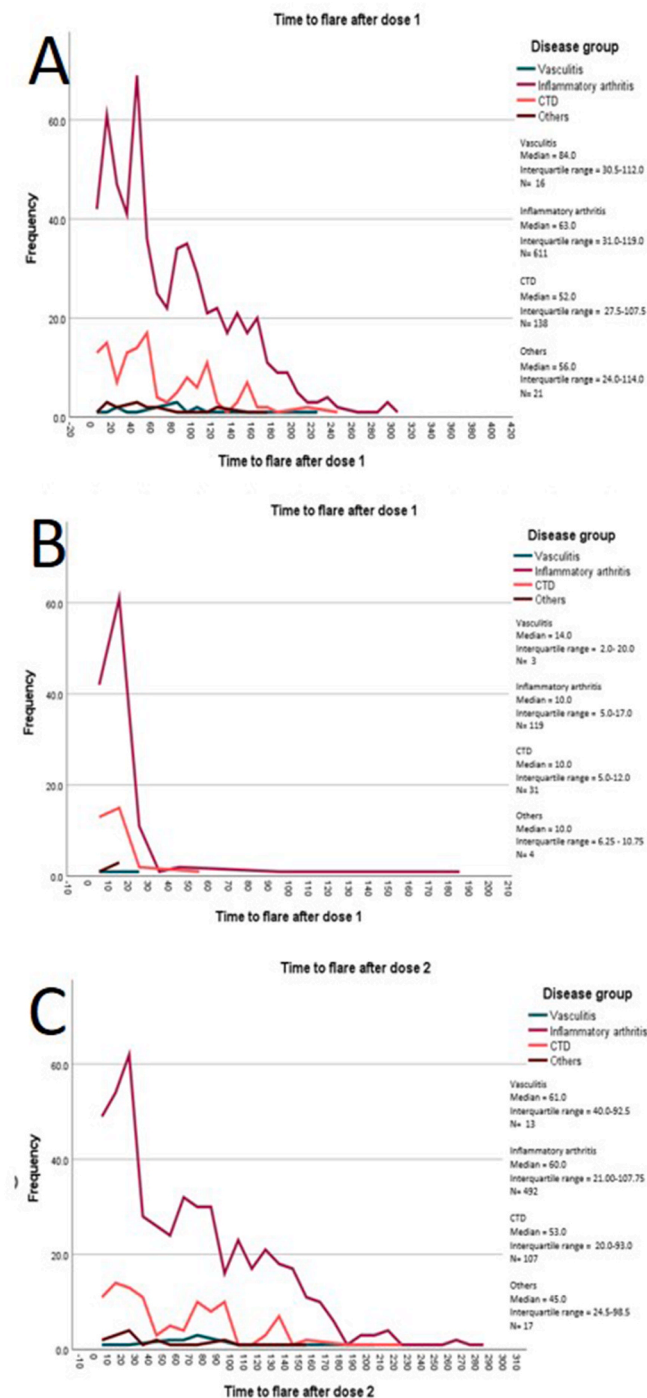 Time to flare after dose 1
A
Disease group
Vasculitis
Inflammatory arthritis
CTD
Others
Vasculitis
Median = 84.0
Interquartile range = 30.5-112.0
N= 16
Inflammatory arthritis
Median = 63.0
Interquartile range = 31.0-119.0
N= 611
CTD
Median = 52.0
Interquartile range = 27.5-107.5
N= 138
Others
Median = 56.0
Interquartile range = 24.0-114.0
N= 21
Frequency
60.0
40.0
20.0
.0
-20 0 20 40 60 80 100 120 140 160 180 200 220 240 260 280 300 320 340 360 380 400 420
Time to flare after dose 1
Time to flare after dose 1
B
Disease group
Vasculitis
Inflammatory arthritis
CTD
Others
Vasculitis
Median = 14.0
Interquartile range = 2.0- 20.0
N= 3
Inflammatory arthritis
Median = 10.0
Interquartile range = 5.0-17.0
N= 119
CTD
Median = 10.0
Interquartile range = 5.0-12.0
N= 31
Others
Median = 10.0
Interquartile range = 6.25 - 10.75
N= 4
Frequency
60.0
40.0
20.0
.0
-10 0 10 20 30 40 50 60 70 80 90 100 110 120 130 140 150 160 170 180 190 200 210
Time to flare after dose 1
Time to flare after dose 2
C
Disease group
Vasculitis
Inflammatory arthritis
CTD
Others
Vasculitis
Median = 61.0
Interquartile range = 40.0-92.5
N= 13
Inflammatory arthritis
Median = 60.0
Interquartile range = 21.00-107.75
N= 492
CTD
Median = 53.0
Interquartile range = 20.0-93.0
N= 107
Others
Median = 45.0
Interquartile range = 24.5-98.5
N= 17
Frequency
60.0
40.0
20.0
.0
-10 0 10 20 30 40 50 60 70 80 90 100 110 120 130 140 150 160 170 180 190 200 210 220 230 240 250 260 270 280 290 300 310
Time to flare after dose 2